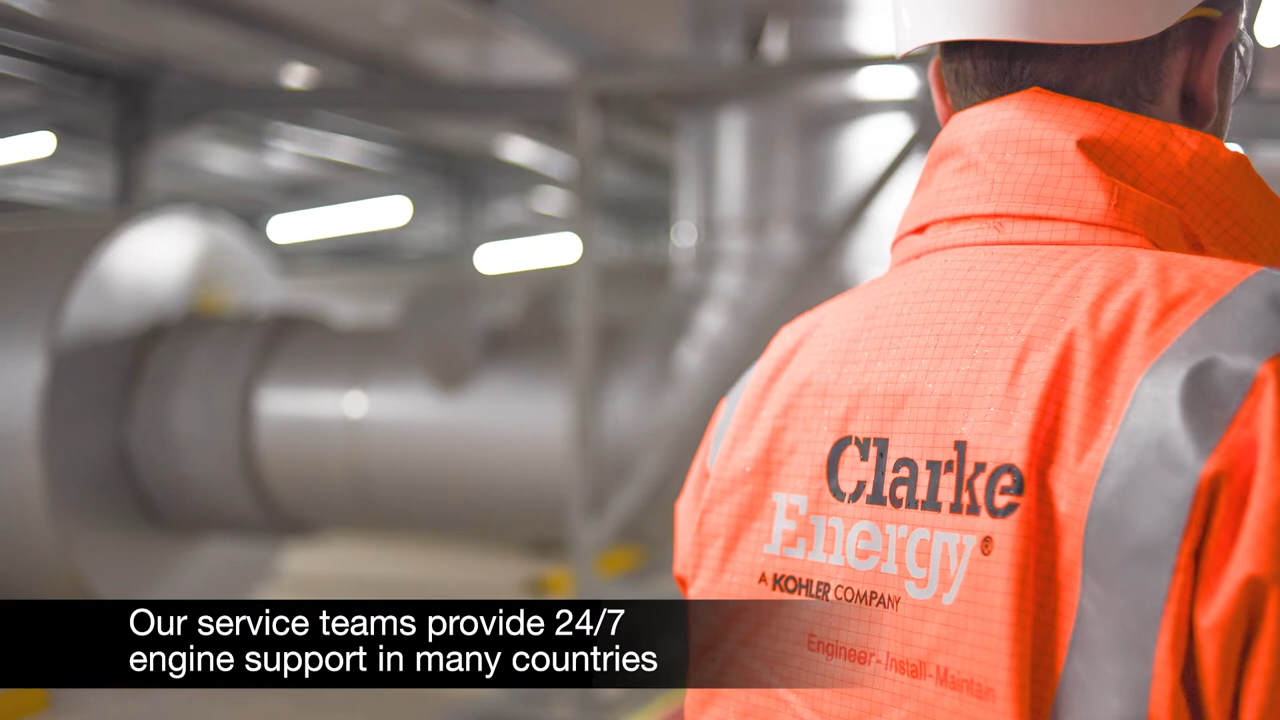 Clarke
Energy®
A KOHLER COMPANY
Engineer-Install-Maintain
Our service teams provide 24/7
engine support in many countries